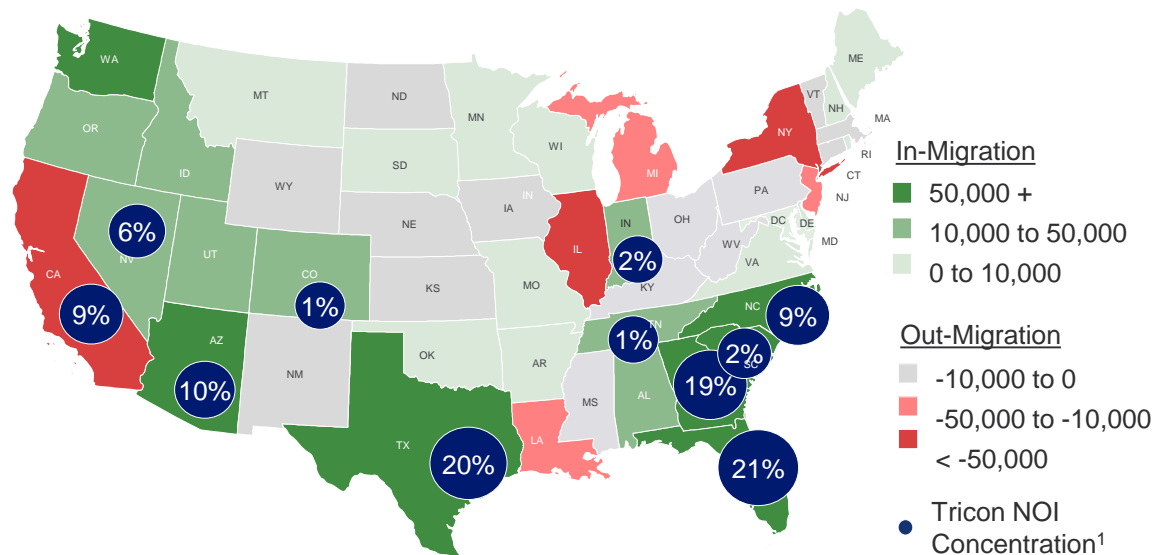 WA
MT
ND
MN
ME
VT
NH
MA
OR
ID
SD
WI
MI
NY
RI
CT
WY
IN
IA
PA
NJ
NE
OH
IN
DC
DE
MD
NV
6%
UT
CO
1%
KS
MO
IL
2%
KY
WV
VA
CA
9%
AZ
10%
NM
OK
AR
TN
1%
NC
9%
2%
SC
19%
TX
20%
LA
MS
AL
21%
In-Migration
50,000 +
10,000 to 50,000
0 to 10,000
Out-Migration
-10,000 to 0
-50,000 to -10,000
< -50,000
Tricon NOI
Concentration1